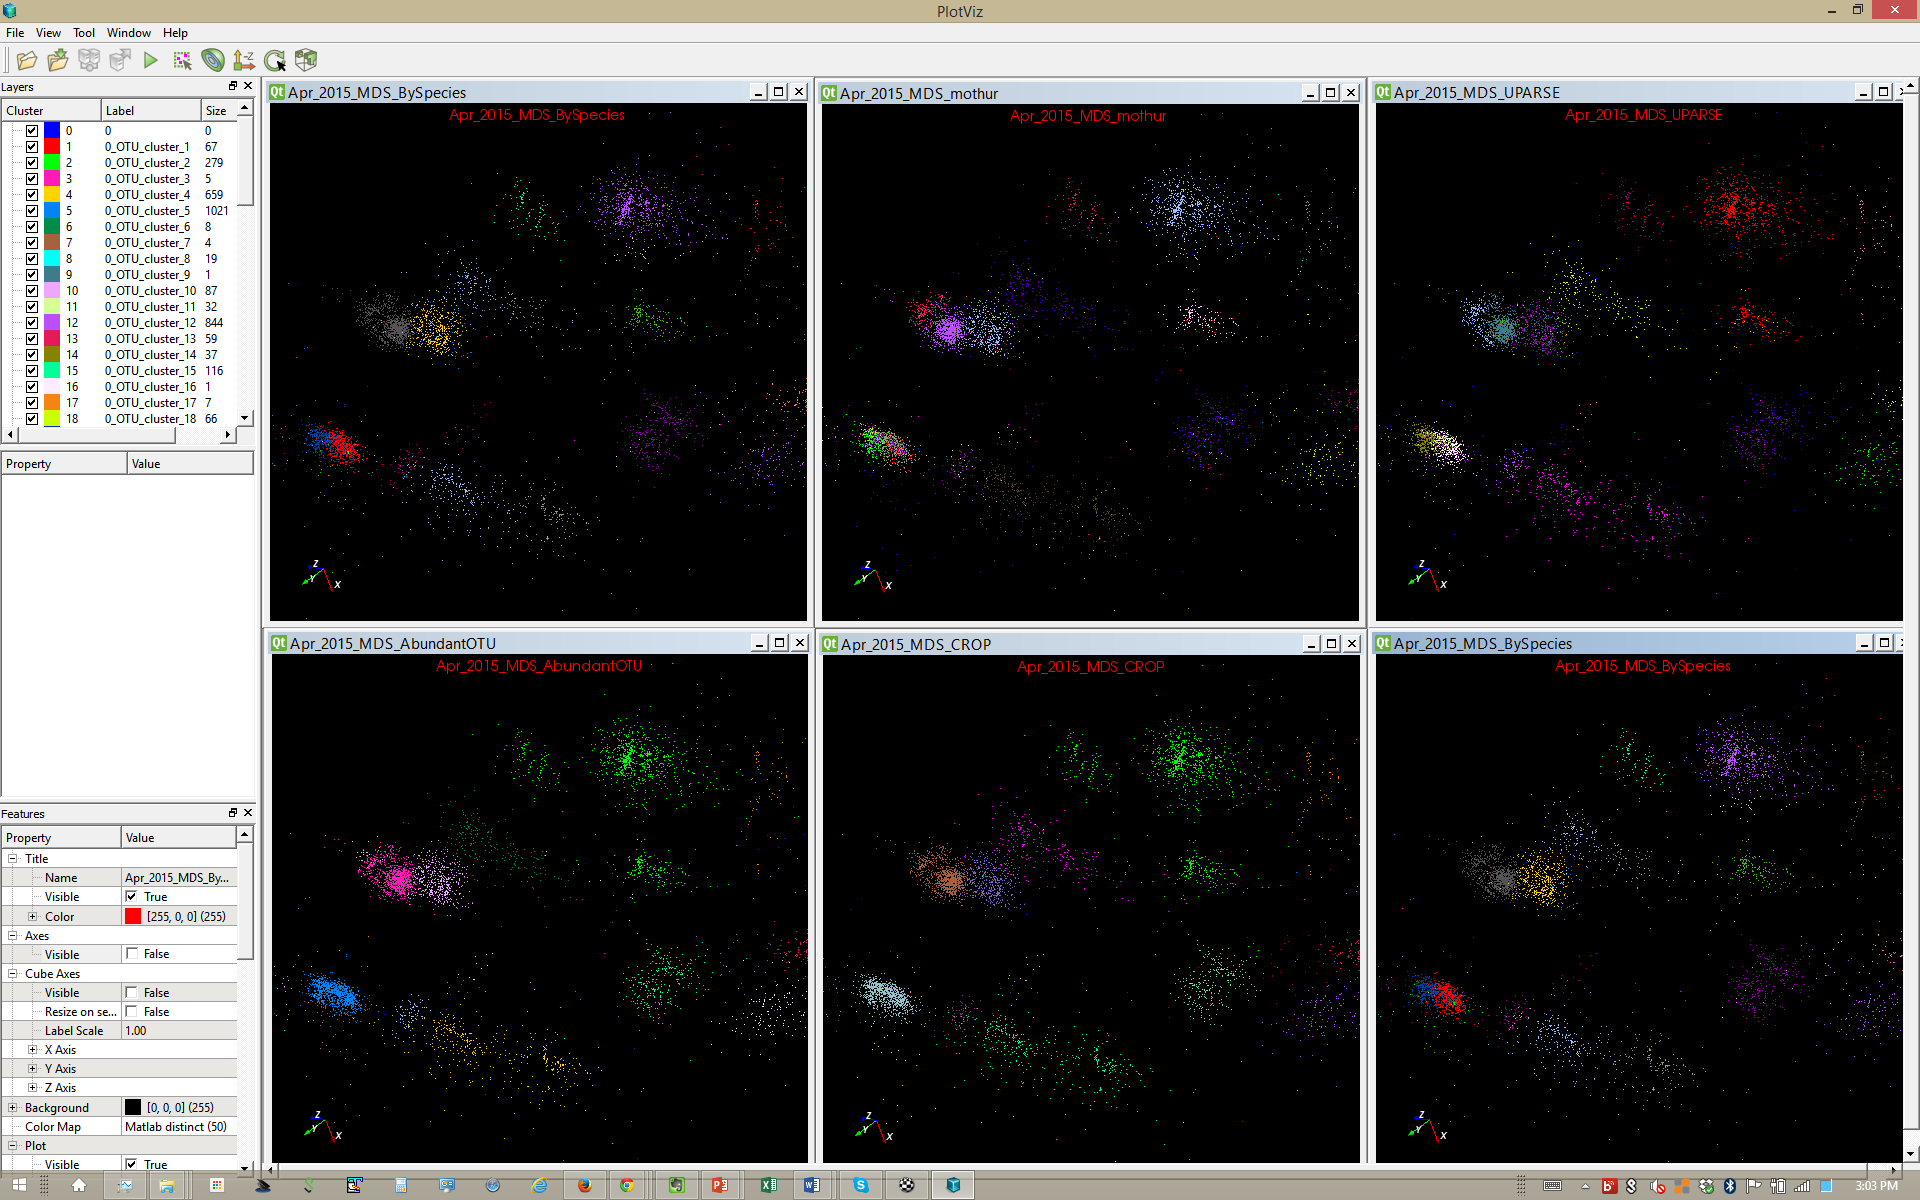 PlotViz
File View Tool Window Help
Layers
Cluster Label Size
0 0 0
1 0_OTU_cluster_1 67
2 0_OTU_cluster_2 279
3 0_OTU_cluster_3 5
4 0_OTU_cluster_4 659
5 0_OTU_cluster_5 1021
6 0_OTU_cluster_6 8
7 0_OTU_cluster_7 4
8 0_OTU_cluster_8 19
9 0_OTU_cluster_9 1
10 0_OTU_cluster_10 87
11 0_OTU_cluster_11 32
12 0_OTU_cluster_12 844
13 0_OTU_cluster_13 59
14 0_OTU_cluster_14 37
15 0_OTU_cluster_15 116
16 0_OTU_cluster_16 1
17 0_OTU_cluster_17 7
18 0_OTU_cluster_18 66
Property Value
Features
Property Value
Title
Name Apr_2015_MDS_By...
Visible True
Color [255, 0, 0] (255)
Axes
Visible False
Cube Axes
Visible False
Resize on se... False
Label Scale 1.00
X Axis
Y Axis
Z Axis
Background [0, 0, 0] (255)
Color Map Matlab distinct (50)
Plot
Visible True
Qt Apr_2015_MDS_BySpecies
Apr_2015_MDS_BySpecies
Z
Y
X
Qt Apr_2015_MDS_mothur
Apr_2015_MDS_mothur
Z
Y
X
Qt Apr_2015_MDS_UPARSE
Apr_2015_MDS_UPARSE
Z
Y
X
Qt Apr_2015_MDS_AbundantOTU
Apr_2015_MDS_AbundantOTU
Z
Y
X
Qt Apr_2015_MDS_CROP
Apr_2015_MDS_CROP
Z
Y
X
Qt Apr_2015_MDS_BySpecies
Apr_2015_MDS_BySpecies
Z
Y
X
3:03 PM